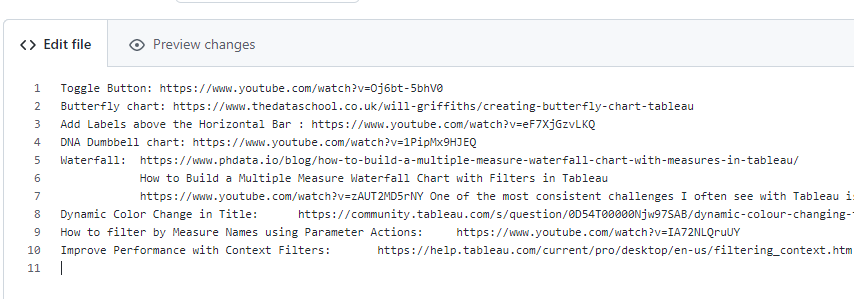 Edit file
Preview changes
1 Toggle Button: https://www.youtube.com/watch?v=Oj6bt-5bhV0
2 Butterfly chart: https://www.thedataschool.co.uk/will-griffiths/creating-butterfly-chart-tableau
3 Add Labels above the Horizontal Bar : https://www.youtube.com/watch?v=eF7XjGzvLKQ
4 DNA Dumbbell chart: https://www.youtube.com/watch?v=1PipMx9HJEQ
5 Waterfall: https://www.phdata.io/blog/how-to-build-a-multiple-measure-waterfall-chart-with-measures-in-tableau/
6 How to Build a Multiple Measure Waterfall Chart with Filters in Tableau
7 https://www.youtube.com/watch?v=zAUT2MD5rNY One of the most consistent challenges I often see with Tableau is
8 Dynamic Color Change in Title: https://community.tableau.com/s/question/0D54T00000Njw97SAB/dynamic-colour-changing-
9 How to filter by Measure Names using Parameter Actions: https://www.youtube.com/watch?v=IA72NLQruUY
10 Improve Performance with Context Filters: https://help.tableau.com/current/pro/desktop/en-us/filtering_context.htm
11